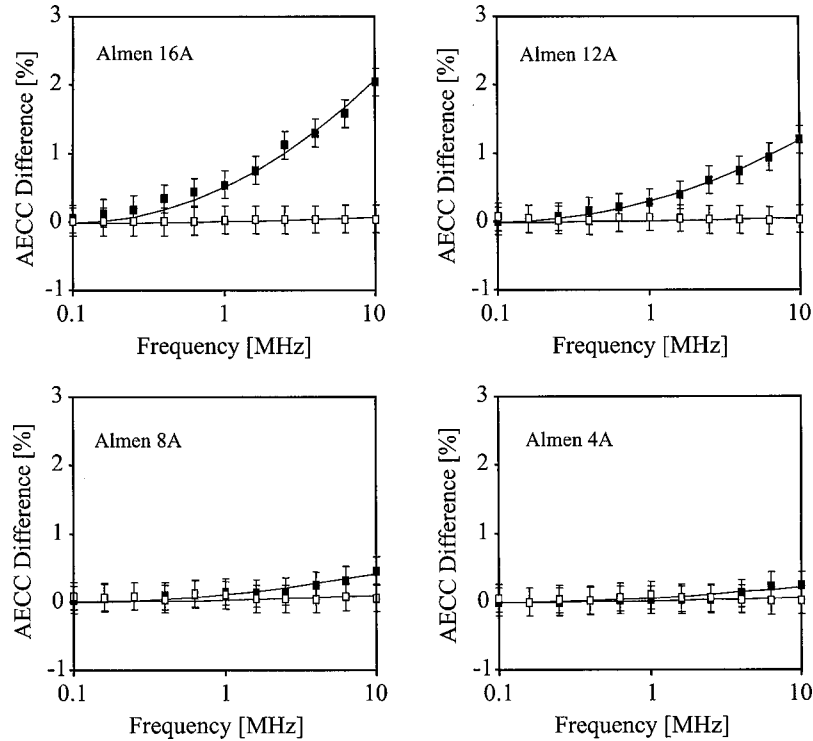 3
2
1
0
-1
AECC Difference [%]
Almen 16A
0.1
1
10
Frequency [MHz]
3
2
1
0
-1
AECC Difference [%]
Almen 12A
0.1
1
10
Frequency [MHz]
3
2
1
0
-1
AECC Difference [%]
Almen 8A
0.1
1
10
Frequency [MHz]
3
2
1
0
-1
AECC Difference [%]
Almen 4A
0.1
1
10
Frequency [MHz]